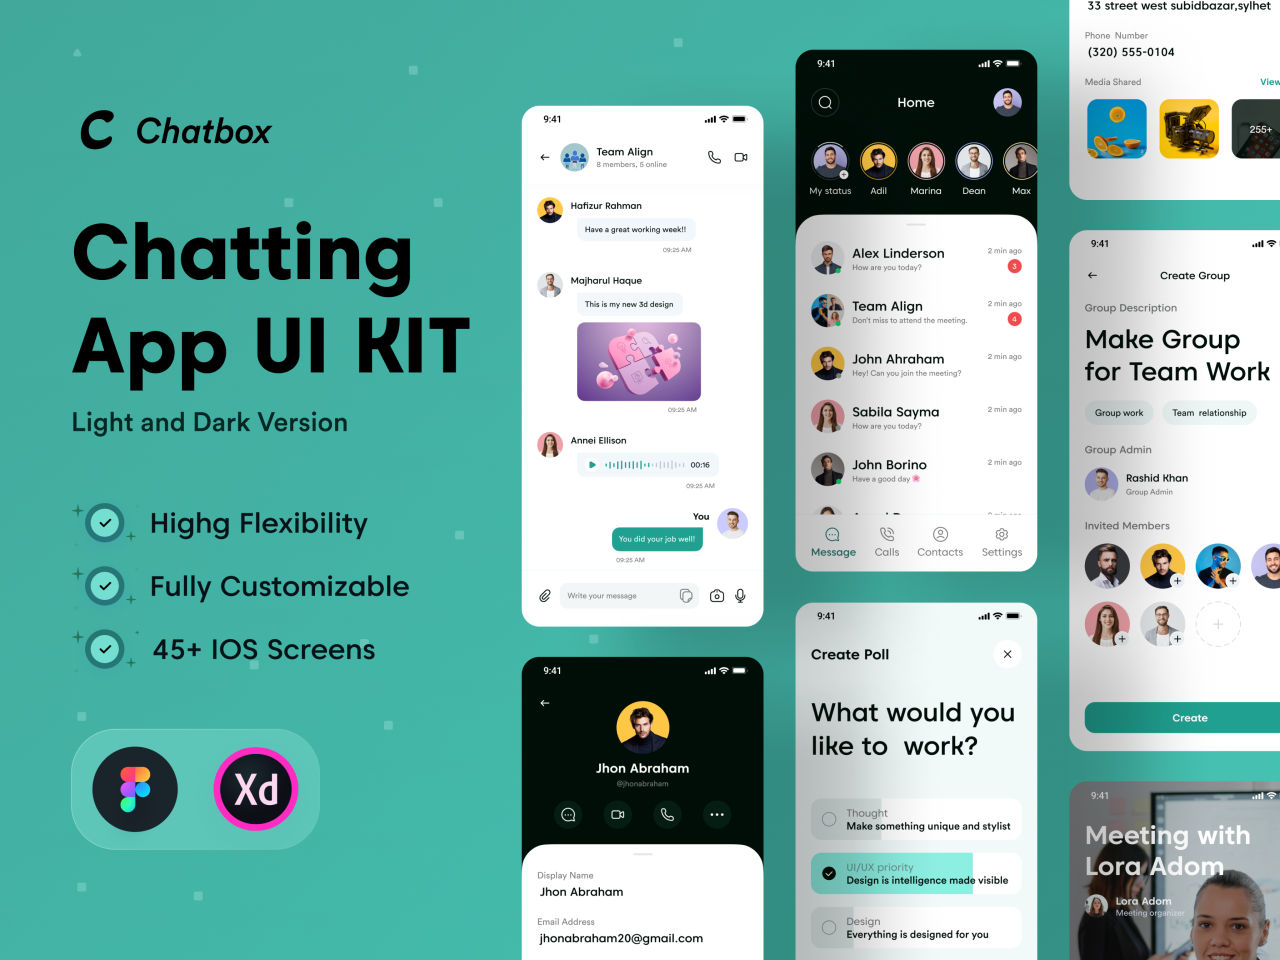 Chatbox
Chatting
App UI KIT
Light and Dark Version
Highg Flexibility
Fully Customizable
45+ IOS Screens
Xd
9:41
Team Align
8 members, 5 online
Hafizur Rahman
Have a great working week!!
09:25 AM
Majharul Haque
This is my new 3d design
09:25 AM
Annei Ellison
00:16
09:25 AM
You
You did your job well!
09:25 AM
Write your message
9:41
Jhon Abraham
@jhonabraham
Display Name
Jhon Abraham
Email Address
jhonabraham20@gmail.com
9:41
Home
My status
Adil
Marina
Dean
Max
Alex Linderson
2 min ago
How are you today?
3
Team Align
2 min ago
Don't miss to attend the meeting.
4
John Ahraham
2 min ago
Hey! Can you join the meeting?
Sabila Sayma
2 min ago
How are you today?
John Borino
2 min ago
Have a good day 🌸
Message
Calls
Contacts
Settings
9:41
Create Poll
What would you
like to work?
Thought
Make something unique and stylist
UI/UX priority
Design is intelligence made visible
Design
Everything is designed for you
33 street west subidbazar,sylhet
Phone Number
(320) 555-0104
Media Shared
View
255+
9:41
Create Group
Group Description
Make Group
for Team Work
Group work
Team relationship
Group Admin
Rashid Khan
Group Admin
Invited Members
Create
9:41
Meeting with
Lora Adom
Lora Adom
Meeting organizer